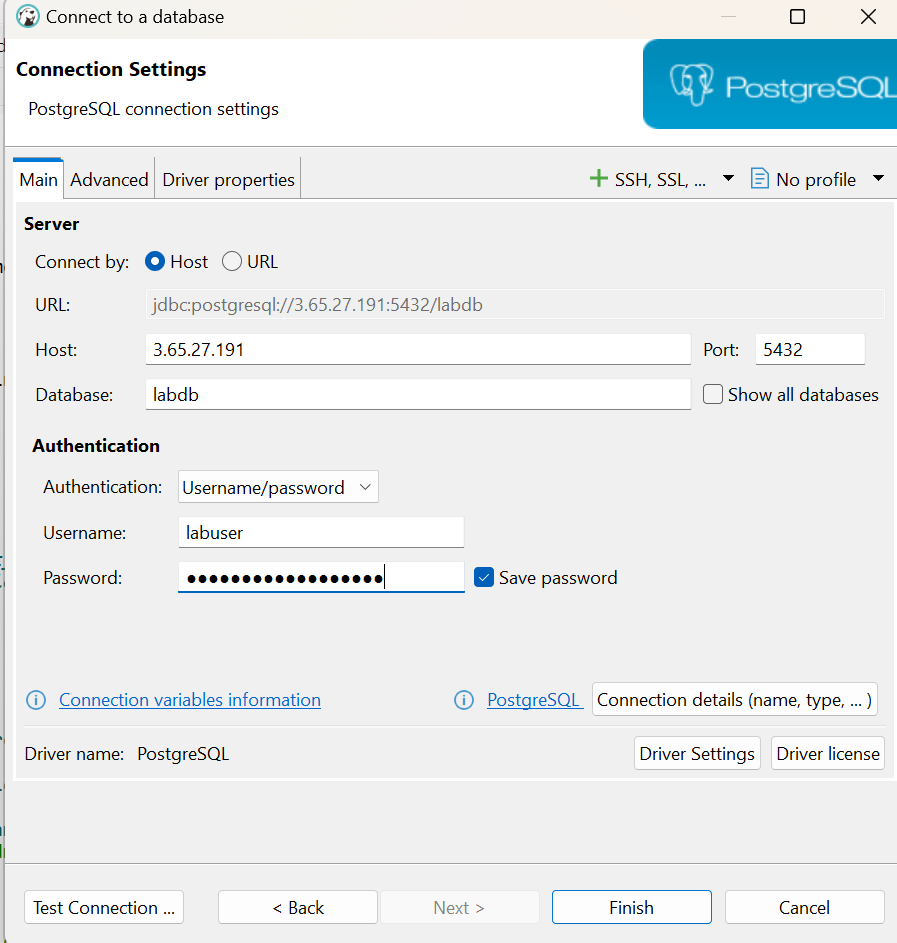 Connect to a database
Connection Settings
PostgreSQL connection settings
PostgreSQL
Main Advanced Driver properties SSH, SSL, ... No profile
Server
Connect by: Host URL
URL: jdbc:postgresql://3.65.27.191:5432/labdb
Host: 3.65.27.191 Port: 5432
Database: labdb Show all databases
Authentication
Authentication: Username/password
Username: labuser
Password: ●●●●●●●●●●●●●●●●●● Save password
Connection variables information PostgreSQL Connection details (name, type, ... )
Driver name: PostgreSQL Driver Settings Driver license
Test Connection ... < Back Next > Finish Cancel